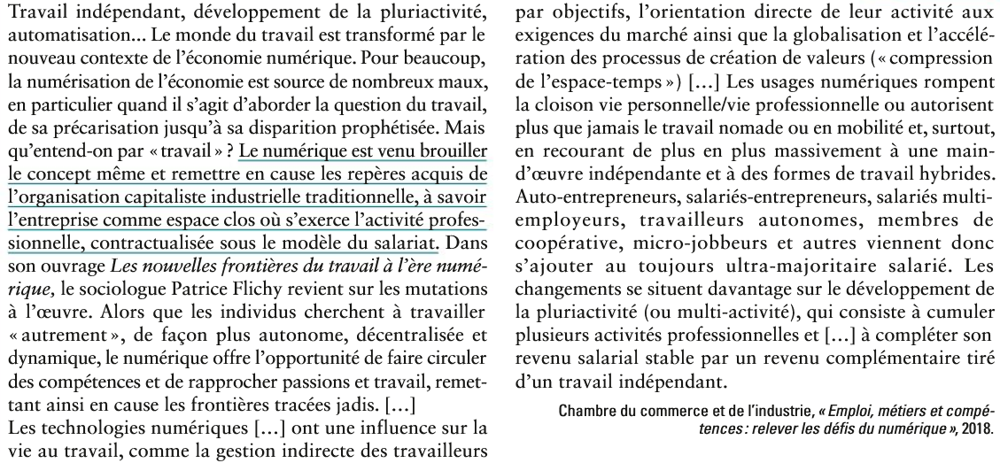 Travail indépendant, développement de la pluriactivité,
automatisation... Le monde du travail est transformé par le
nouveau contexte de l'économie numérique. Pour beaucoup,
la numérisation de l'économie est source de nombreux maux,
en particulier quand il s'agit d'aborder la question du travail,
de sa précarisation jusqu'à sa disparition prophétisée. Mais
qu'entend-on par « travail » ? Le numérique est venu brouiller
le concept même et remettre en cause les repères acquis de
l'organisation capitaliste industrielle traditionnelle, à savoir
l'entreprise comme espace clos où s'exerce l'activité profes-
sionnelle, contractualisée sous le modèle du salariat. Dans
son ouvrage Les nouvelles frontières du travail à l'ère numé-
rique, le sociologue Patrice Flichy revient sur les mutations
à l'œuvre. Alors que les individus cherchent à travailler
« autrement », de façon plus autonome, décentralisée et
dynamique, le numérique offre l'opportunité de faire circuler
des compétences et de rapprocher passions et travail, remet-
tant ainsi en cause les frontières tracées jadis. [...]
Les technologies numériques [...] ont une influence sur la
vie au travail, comme la gestion indirecte des travailleurs
par objectifs, l'orientation directe de leur activité aux
exigences du marché ainsi que la globalisation et l'accélé-
ration des processus de création de valeurs (« compression
de l'espace-temps ») [...] Les usages numériques rompent
la cloison vie personnelle/vie professionnelle ou autorisent
plus que jamais le travail nomade ou en mobilité et, surtout,
en recourant de plus en plus massivement à une main-
d'œuvre indépendante et à des formes de travail hybrides.
Auto-entrepreneurs, salariés-entrepreneurs, salariés multi-
employeurs, travailleurs autonomes, membres de
coopérative, micro-jobbeurs et autres viennent donc
s'ajouter au toujours ultra-majoritaire salarié. Les
changements se situent davantage sur le développement de
la pluriactivité (ou multi-activité), qui consiste à cumuler
plusieurs activités professionnelles et [...] à compléter son
revenu salarial stable par un revenu complémentaire tiré
d'un travail indépendant.
Chambre du commerce et de l'industrie, « Emploi, métiers et compé-
tences : relever les défis du numérique », 2018.